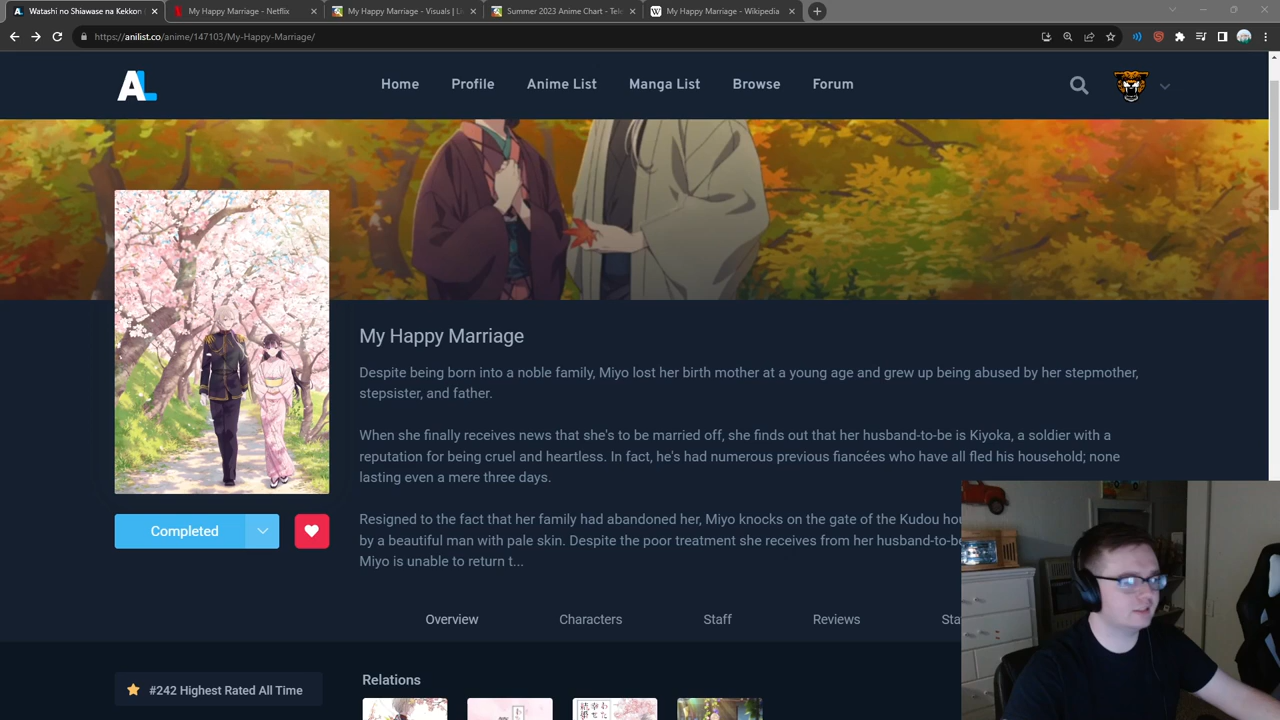 Watashi no Shiawase na Kekkon
My Happy Marriage - Netflix
My Happy Marriage - Visuals | Li
Summer 2023 Anime Chart - Tele
My Happy Marriage - Wikipedia
https://anilist.co/anime/147103/My-Happy-Marriage/
AL Home Profile Anime List Manga List Browse Forum
My Happy Marriage
Despite being born into a noble family, Miyo lost her birth mother at a young age and grew up being abused by her stepmother,
stepsister, and father.
When she finally receives news that she's to be married off, she finds out that her husband-to-be is Kiyoka, a soldier with a
reputation for being cruel and heartless. In fact, he's had numerous previous fiancées who have all fled his household; none
lasting even a mere three days.
Resigned to the fact that her family had abandoned her, Miyo knocks on the gate of the Kudou hou
by a beautiful man with pale skin. Despite the poor treatment she receives from her husband-to-be
Miyo is unable to return t...
Completed
Overview Characters Staff Reviews Sta
#242 Highest Rated All Time
Relations